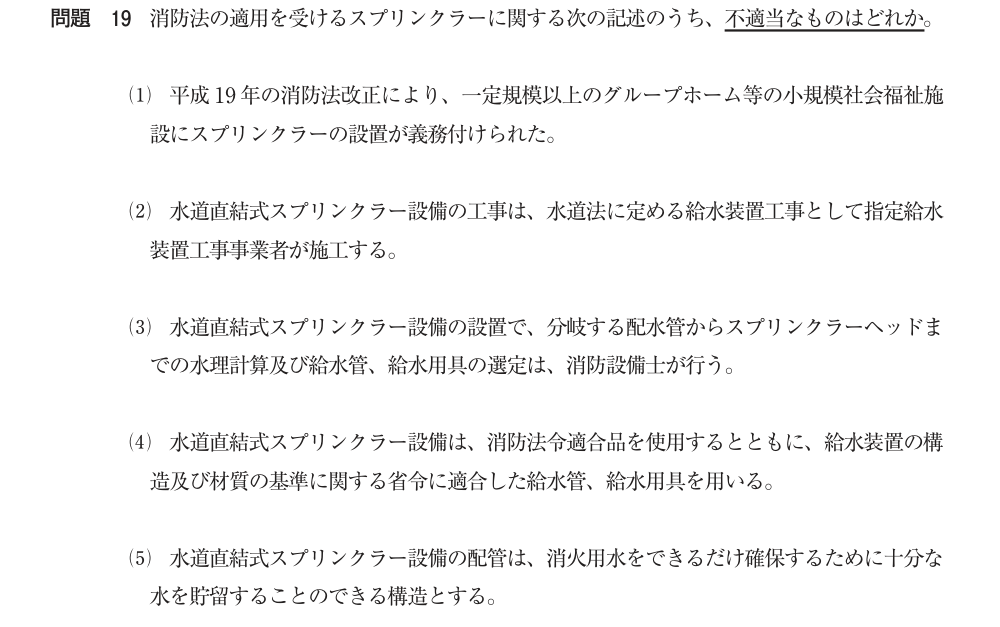 問題 19 消防法の適用を受けるスプリンクラーに関する次の記述のうち、不適当なものはどれか。
(1) 平成 19 年の消防法改正により、一定規模以上のグループホーム等の小規模社会福祉施
設にスプリンクラーの設置が義務付けられた。
(2) 水道直結式スプリンクラー設備の工事は、水道法に定める給水装置工事として指定給水
装置工事事業者が施工する。
(3) 水道直結式スプリンクラー設備の設置で、分岐する配水管からスプリンクラーヘッドま
での水理計算及び給水管、給水用具の選定は、消防設備士が行う。
(4) 水道直結式スプリンクラー設備は、消防法令適合品を使用するとともに、給水装置の構
造及び材質の基準に関する省令に適合した給水管、給水用具を用いる。
(5) 水道直結式スプリンクラー設備の配管は、消火用水をできるだけ確保するために十分な
水を貯留することのできる構造とする。